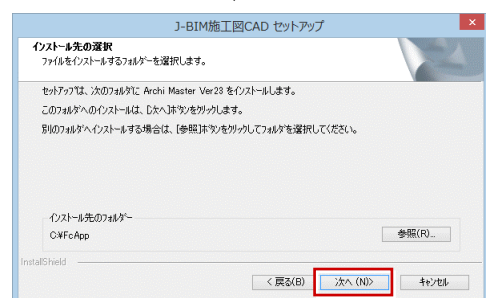 J-BIM施工図CAD セットアップ
インストール先の選択
ファイルをインストールするフォルダーを選択します。
セットアップは、次のフォルダに Archi Master Ver23 をインストールします。
このフォルダへのインストールは、[次へ]ボタンをクリックします。
別のフォルダへインストールする場合は、[参照]ボタンをクリックしてフォルダを選択してください。
インストール先のフォルダー
C:¥FcApp
参照(R)...
InstallShield
< 戻る(B)
次へ (N)>
キャンセル